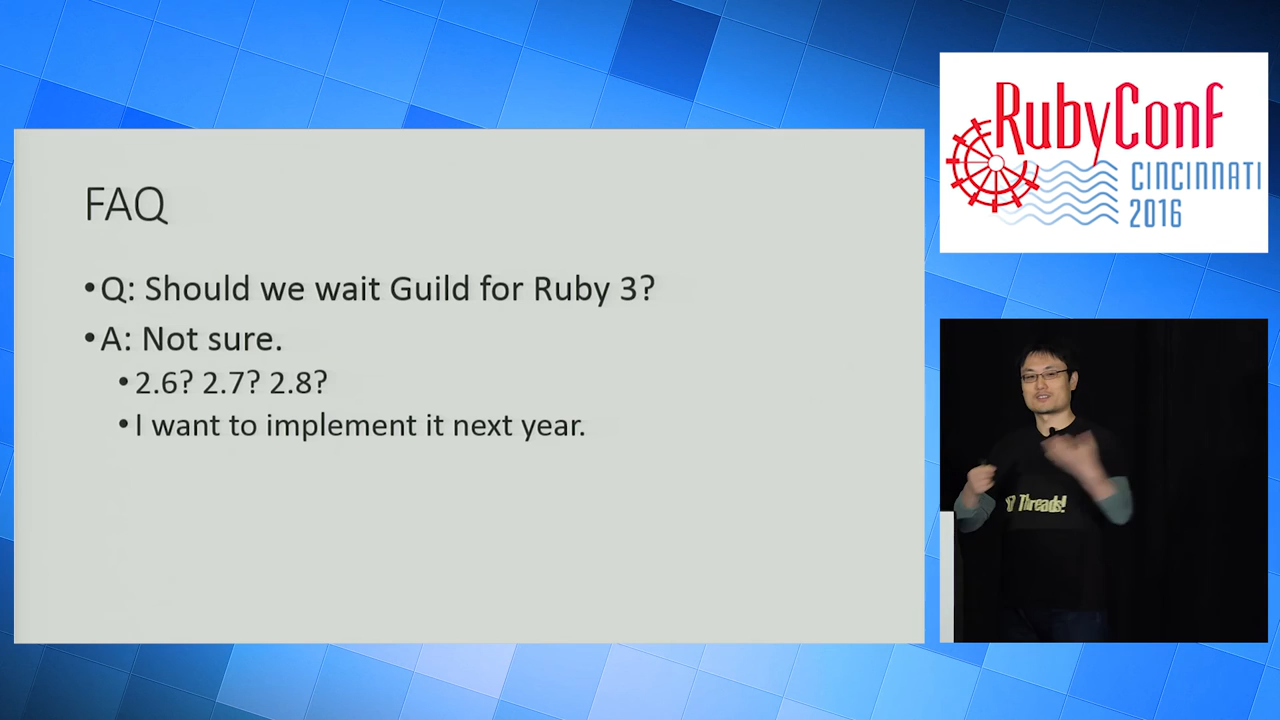 FAQ
•Q: Should we wait Guild for Ruby 3?
•A: Not sure.
•2.6? 2.7? 2.8?
•I want to implement it next year.
RubyConf
CINCINNATI
2016
Threads!